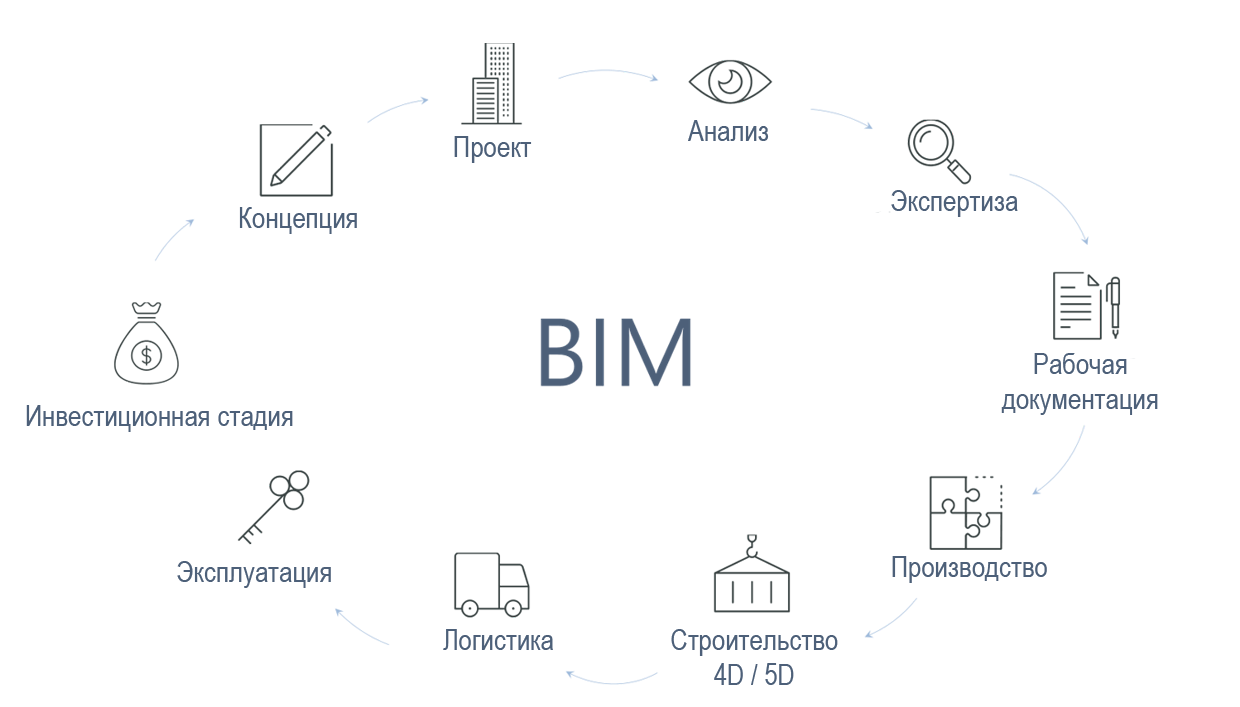 Проект
Анализ
Экспертиза
Концепция
BIM
Рабочая
документация
Инвестиционная стадия
Производство
Эксплуатация
Логистика
Строительство
4D / 5D
$